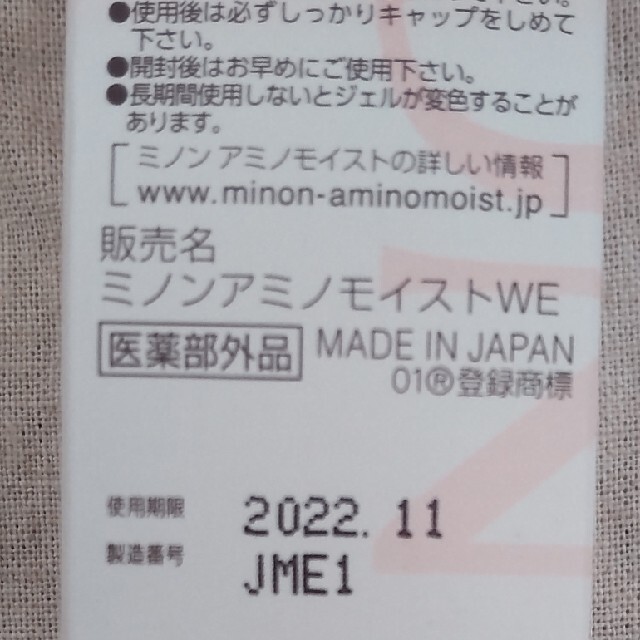 ●使用後は必ずしっかりキャップをしめて
下さい。
●開封後はお早めにご使用下さい。
●長期間使用しないとジェルが変色することが
あります。
ミノン アミノモイストの詳しい情報
www.minon-aminomoist.jp
販売名
ミノンアミノモイストWE
医薬部外品 MADE IN JAPAN
01®登録商標
使用期限 2022.11
製造番号 JME1